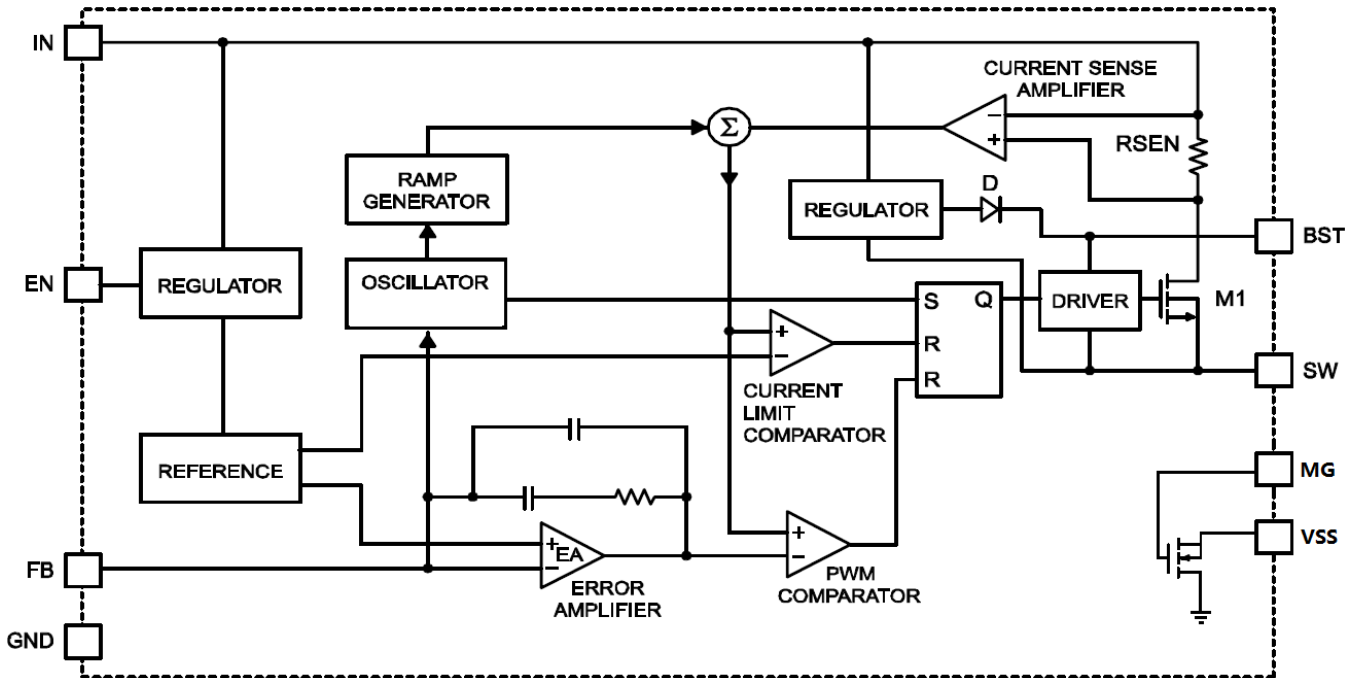 IN
CURRENT SENSE
AMPLIFIER
Σ
−
+
RSEN
RAMP
GENERATOR
REGULATOR
D
BST
EN
REGULATOR
OSCILLATOR
S
Q
DRIVER
M1
+
−
R
R
SW
CURRENT
LIMIT
COMPARATOR
REFERENCE
MG
+
−
EA
+
−
VSS
FB
ERROR
AMPLIFIER
PWM
COMPARATOR
GND